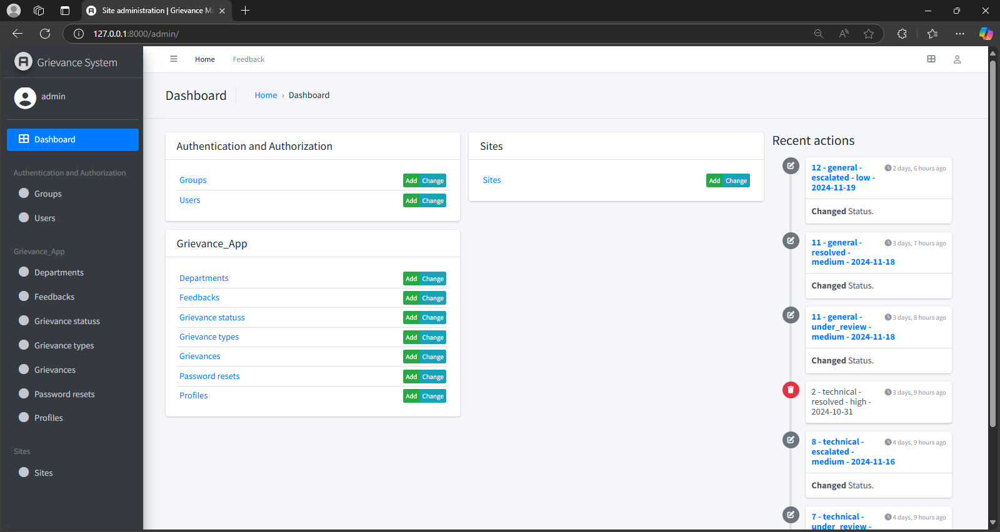 Site administration | Grievance Ma
127.0.0.1:8000/admin/
Grievance System
admin
Dashboard
Authentication and Authorization
Groups
Users
Grievance_App
Departments
Feedbacks
Grievance statuss
Grievance types
Grievances
Password resets
Profiles
Sites
Sites
Home Feedback
Dashboard Home › Dashboard
Authentication and Authorization
Groups Add Change
Users Add Change
Grievance_App
Departments Add Change
Feedbacks Add Change
Grievance statuss Add Change
Grievance types Add Change
Grievances Add Change
Password resets Add Change
Profiles Add Change
Sites
Sites Add Change
Recent actions
12 - general - 2 days, 6 hours ago
escalated - low -
2024-11-19
Changed Status.
11 - general - 3 days, 7 hours ago
resolved -
medium - 2024-11-18
Changed Status.
11 - general - 3 days, 8 hours ago
under_review -
medium - 2024-11-18
Changed Status.
2 - technical - 3 days, 9 hours ago
resolved - high -
2024-10-31
8 - technical - 4 days, 9 hours ago
escalated -
medium - 2024-11-16
Changed Status.
7 - technical - 4 days, 9 hours ago
under_review -